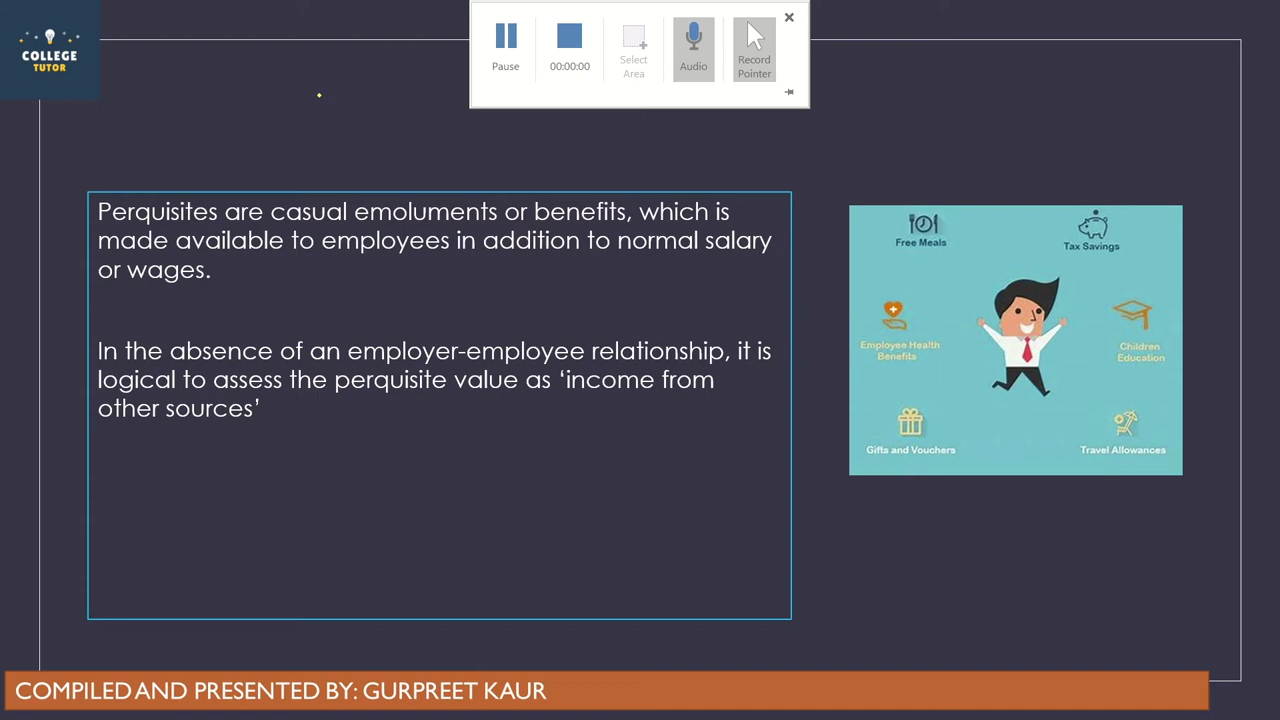 COLLEGE
TUTOR
Pause
00:00:00
Select
Area
Audio
Record
Pointer
Perquisites are casual emoluments or benefits, which is
made available to employees in addition to normal salary
or wages.
In the absence of an employer-employee relationship, it is
logical to assess the perquisite value as ‘income from
other sources’
Free Meals
Tax Savings
Employee Health
Benefits
Children
Education
Gifts and Vouchers
Travel Allowances
COMPILED AND PRESENTED BY: GURPREET KAUR